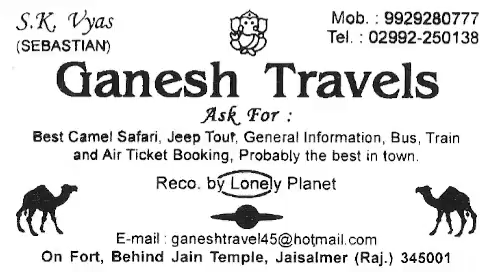 S.K. Vyas
(SEBASTIAN)
Mob. : 9929280777
Tel. : 02992-250138
Ganesh Travels
Ask For :
Best Camel Safari, Jeep Tour, General Information, Bus, Train
and Air Ticket Booking, Probably the best in town.
Reco. by Lonely Planet
E-mail : ganeshtravel45@hotmail.com
On Fort, Behind Jain Temple, Jaisalmer (Raj.) 345001